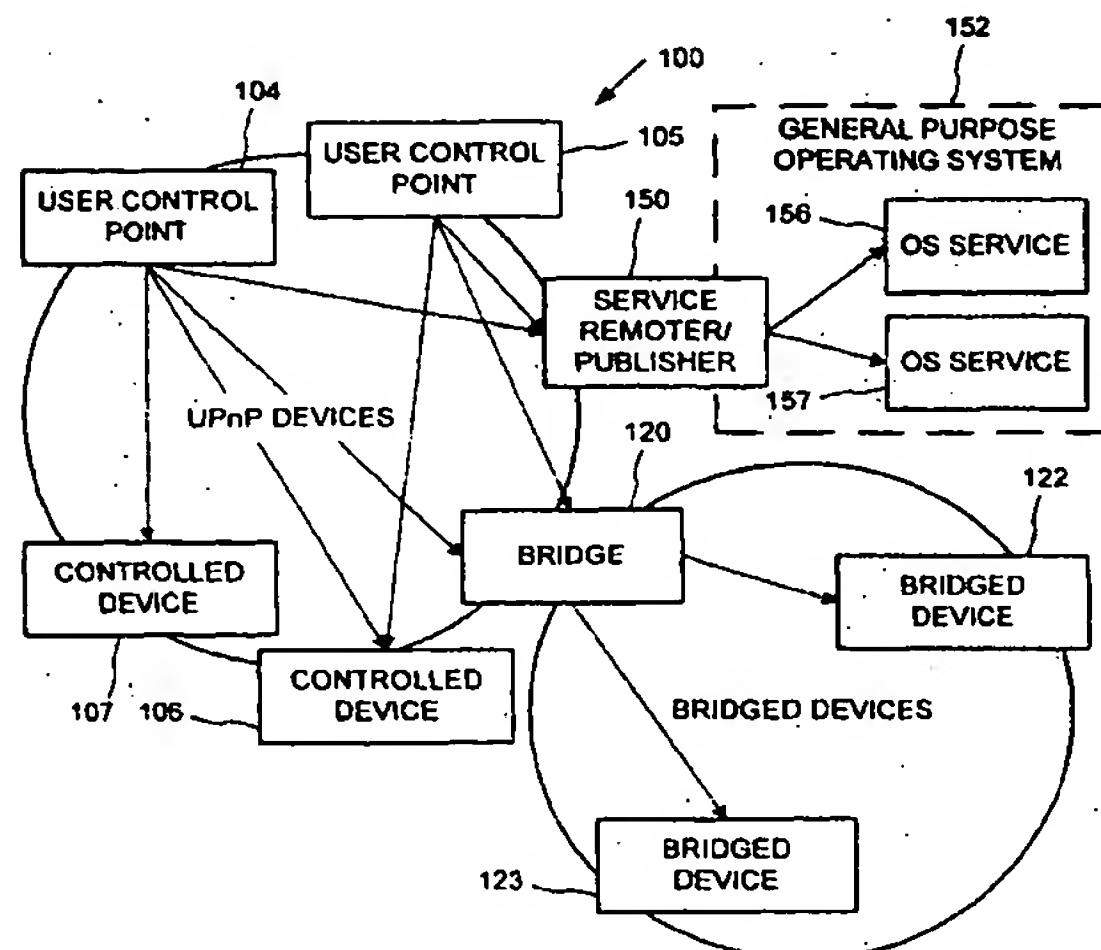 152
100
104
GENERAL PURPOSE
OPERATING SYSTEM
USER CONTROL
POINT
105
USER CONTROL
POINT
150
156
OS SERVICE
SERVICE
REMOTER/
PUBLISHER
OS SERVICE
157
UPnP DEVICES
120
122
BRIDGE
CONTROLLED
DEVICE
BRIDGED
DEVICE
CONTROLLED
DEVICE
107
106
BRIDGED DEVICES
BRIDGED
DEVICE
123